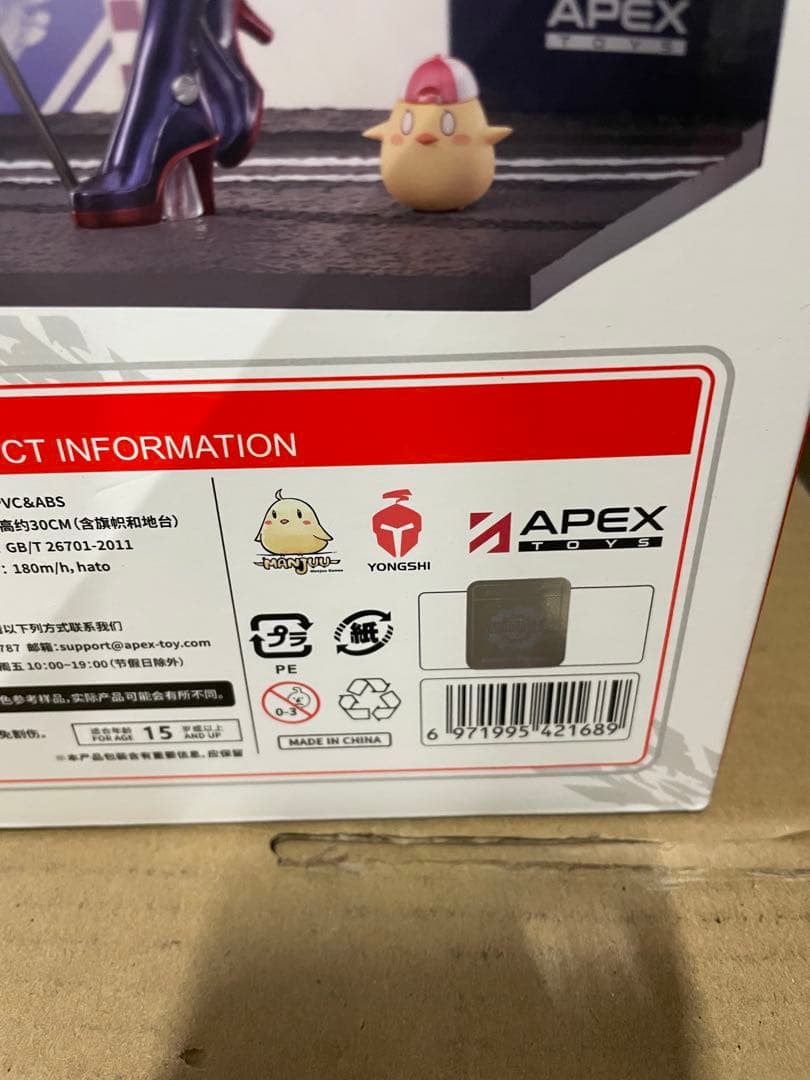 APEX
TOYS
CT INFORMATION
VC&ABS
高约30CM(含旗帜和地台)
GB/T 26701-2011
: 180m/h, hato
以下列方式联系我们
787 邮箱:support@apex-toy.com
周五 10:00~19:00(节假日除外)
色参考样品,实际产品可能会有所不同。
免割伤。
适合年龄
FOR AGE
15
岁或以上
AND UP
※本产品包装含有重要信息,应保留
MANJUU
Manjuu Games
YONGSHI
APEX
TOYS
プラ
紙
PE
0-3
MADE IN CHINA
6 971995 421689